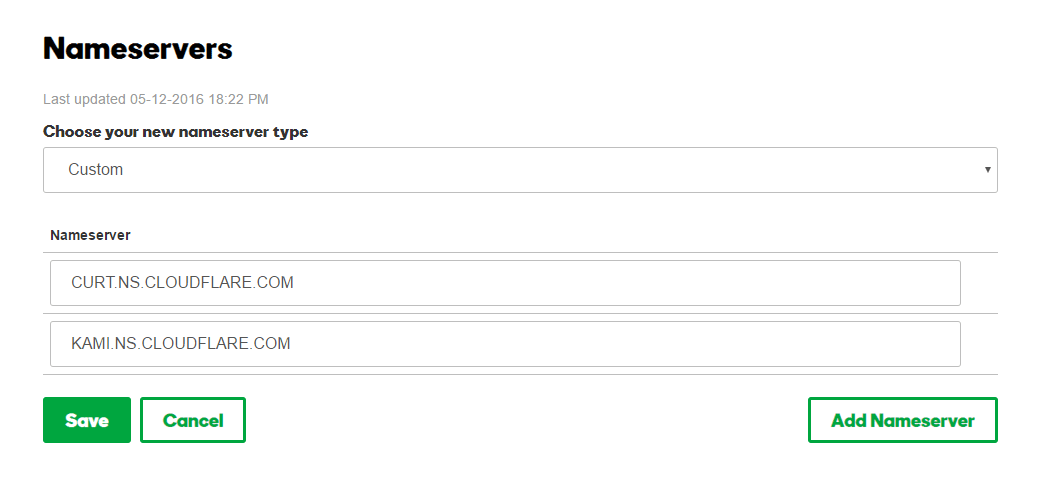 Nameservers
Last updated 05-12-2016 18:22 PM
Choose your new nameserver type
Custom
Nameserver
CURT.NS.CLOUDFLARE.COM
KAMI.NS.CLOUDFLARE.COM
Save Cancel Add Nameserver